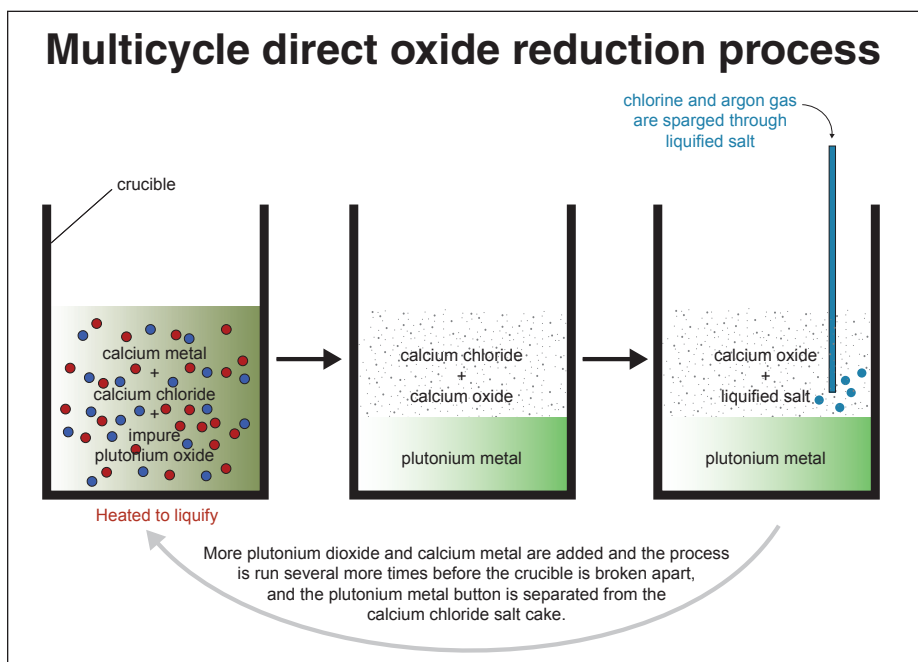 Multicycle direct oxide reduction process
chlorine and argon gas
are sparged through
liquified salt
crucible
calcium metal
+
calcium chloride
+
impure
plutonium oxide
Heated to liquify
calcium chloride
+
calcium oxide
plutonium metal
calcium oxide
+
liquified salt
plutonium metal
More plutonium dioxide and calcium metal are added and the process
is run several more times before the crucible is broken apart,
and the plutonium metal button is separated from the
calcium chloride salt cake.